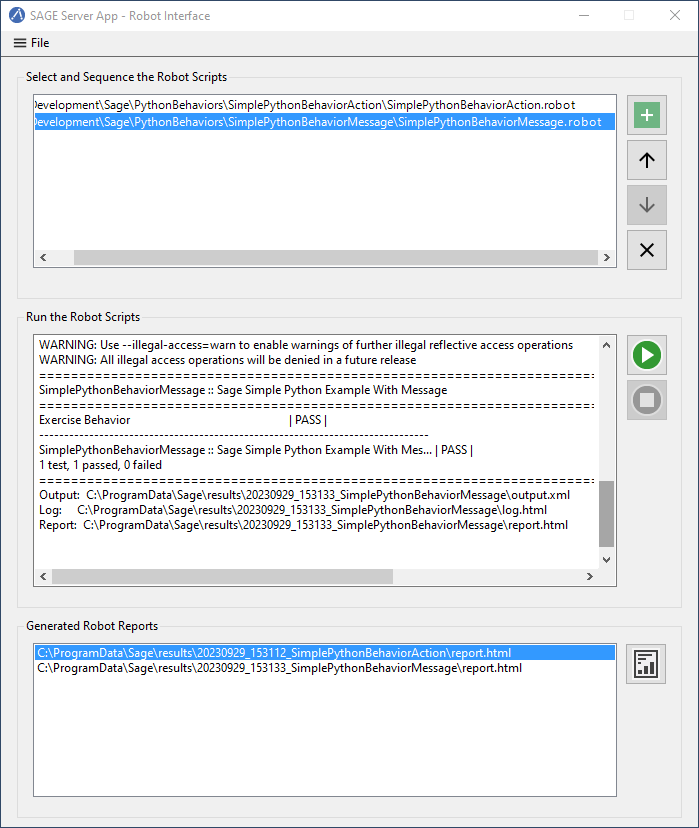 SAGE Server App - Robot Interface
File
Select and Sequence the Robot Scripts
Development\Sage\PythonBehaviors\SimplePythonBehaviorAction\SimplePythonBehaviorAction.robot
Development\Sage\PythonBehaviors\SimplePythonBehaviorMessage\SimplePythonBehaviorMessage.robot
Run the Robot Scripts
WARNING: Use --illegal-access=warn to enable warnings of further illegal reflective access operations
WARNING: All illegal access operations will be denied in a future release
==============================================================================
SimplePythonBehaviorMessage :: Sage Simple Python Example With Message
==============================================================================
Exercise Behavior | PASS |
------------------------------------------------------------------------------
SimplePythonBehaviorMessage :: Sage Simple Python Example With Mes... | PASS |
1 test, 1 passed, 0 failed
==============================================================================
Output: C:\ProgramData\Sage\results\20230929_153133_SimplePythonBehaviorMessage\output.xml
Log: C:\ProgramData\Sage\results\20230929_153133_SimplePythonBehaviorMessage\log.html
Report: C:\ProgramData\Sage\results\20230929_153133_SimplePythonBehaviorMessage\report.html
Generated Robot Reports
C:\ProgramData\Sage\results\20230929_153112_SimplePythonBehaviorAction\report.html
C:\ProgramData\Sage\results\20230929_153133_SimplePythonBehaviorMessage\report.html